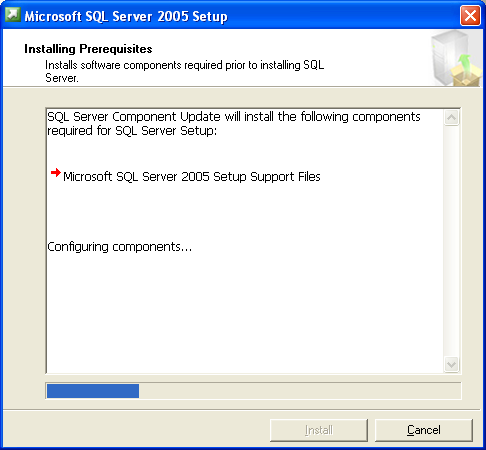 Microsoft SQL Server 2005 Setup
Installing Prerequisites
Installs software components required prior to installing SQL
Server.
SQL Server Component Update will install the following components
required for SQL Server Setup:
Microsoft SQL Server 2005 Setup Support Files
Configuring components...
Install
Cancel